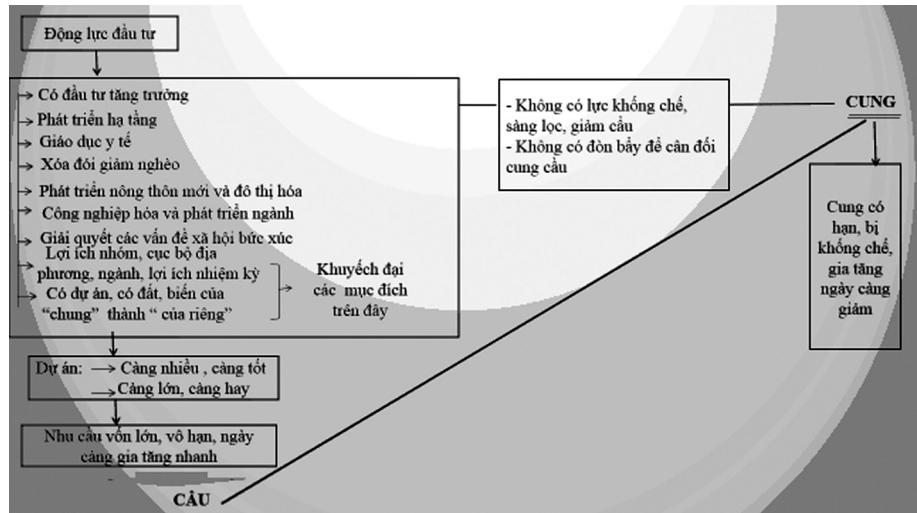 Động lực đầu tư
Có đầu tư tăng trưởng
Phát triển hạ tầng
Giáo dục y tế
Xóa đói giảm nghèo
Phát triển nông thôn mới và đô thị hóa
Công nghiệp hóa và phát triển ngành
Giải quyết các vấn đề xã hội bức xúc
Lợi ích nhóm, cục bộ địa
phương, ngành, lợi ích nhiệm kỳ
Có dự án, có đất, biến của
“chung” thành “ của riêng”
Khuyếch đại
các mục đích
trên đây
- Không có lực khống chế,
sàng lọc, giảm cầu
- Không có đòn bẩy để cân đối
cung cầu
CUNG
Cung có
hạn, bị
khống chế,
gia tăng
ngày càng
giảm
Dự án: Càng nhiều , càng tốt
Càng lớn, càng hay
Nhu cầu vốn lớn, vô hạn, ngày
càng gia tăng nhanh
CẦU